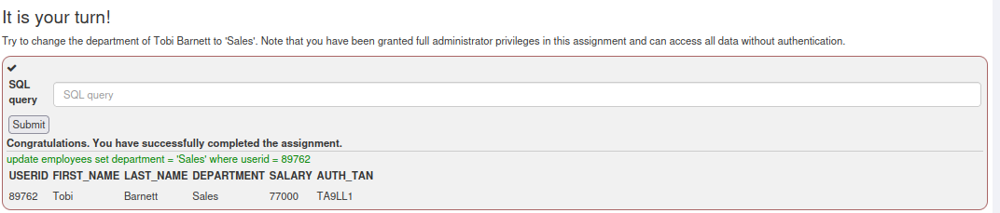 It is your turn!
Try to change the department of Tobi Barnett to 'Sales'. Note that you have been granted full administrator privileges in this assignment and can access all data without authentication.
✔
SQL query
SQL query
Submit
Congratulations. You have successfully completed the assignment.
update employees set department = 'Sales' where userid = 89762
USERID FIRST_NAME LAST_NAME DEPARTMENT SALARY AUTH_TAN
89762 Tobi Barnett Sales 77000 TA9LL1